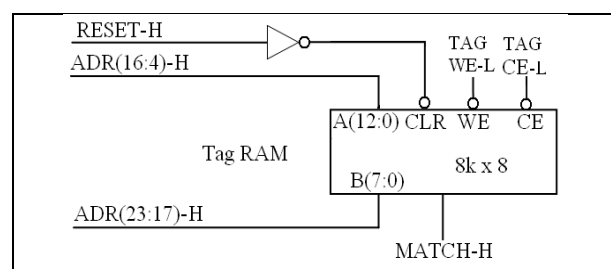 RESET-H
TAG TAG
WE-L CE-L
ADR(16:4)-H
A(12:0) CLR WE CE
Tag RAM
8k x 8
B(7:0)
ADR(23:17)-H
MATCH-H